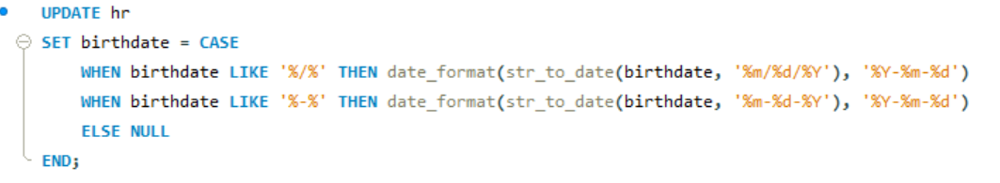 UPDATE hr
SET birthdate = CASE
WHEN birthdate LIKE '%/%' THEN date_format(str_to_date(birthdate, '%m/%d/%Y'), '%Y-%m-%d')
WHEN birthdate LIKE '%-%' THEN date_format(str_to_date(birthdate, '%m-%d-%Y'), '%Y-%m-%d')
ELSE NULL
END;